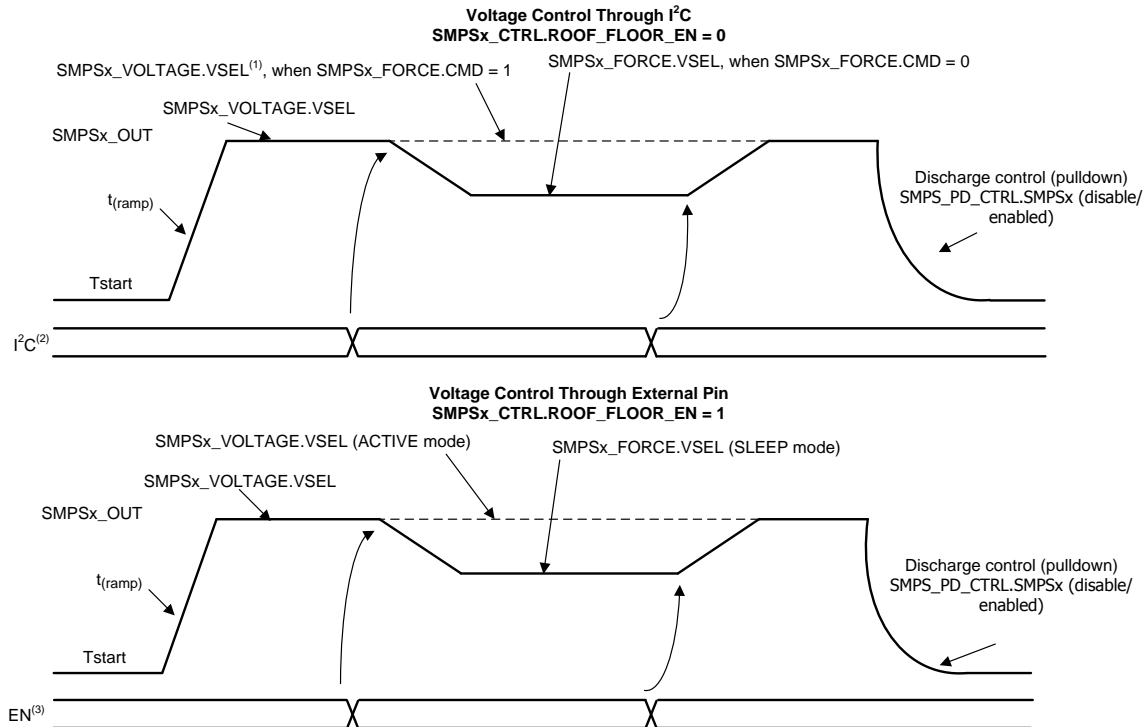 Voltage Control Through I²C
SMPSx_CTRL.ROOF_FLOOR_EN = 0
SMPSx_VOLTAGE.VSEL(1), when SMPSx_FORCE.CMD = 1
SMPSx_FORCE.VSEL, when SMPSx_FORCE.CMD = 0
SMPSx_VOLTAGE.VSEL
SMPSx_OUT
t(ramp)
Discharge control (pulldown)
SMPS_PD_CTRL.SMPSx (disable/
enabled)
Tstart
I²C(2)
Voltage Control Through External Pin
SMPSx_CTRL.ROOF_FLOOR_EN = 1
SMPSx_VOLTAGE.VSEL (ACTIVE mode)
SMPSx_FORCE.VSEL (SLEEP mode)
SMPSx_VOLTAGE.VSEL
SMPSx_OUT
t(ramp)
Discharge control (pulldown)
SMPS_PD_CTRL.SMPSx (disable/
enabled)
Tstart
EN(3)